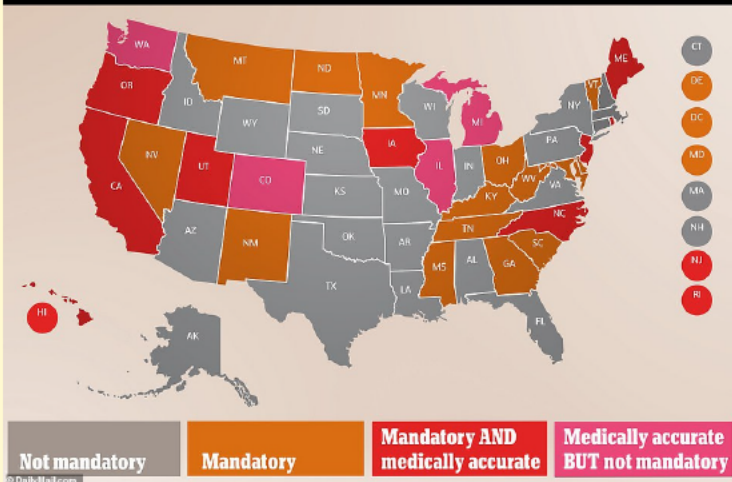 WA
MT
ND
MN
ME
OR
ID
WY
SD
WI
MI
VT
NY
CT
DE
DC
MD
MA
NH
NJ
RI
NV
UT
CO
NE
IA
IL
IN
OH
PA
CA
AZ
NM
KS
MO
KY
WV
VA
OK
AR
TN
NC
SC
TX
LA
MS
AL
GA
FL
HI
AK
Not mandatory
Mandatory
Mandatory AND
medically accurate
Medically accurate
BUT not mandatory
© DailyMail.com